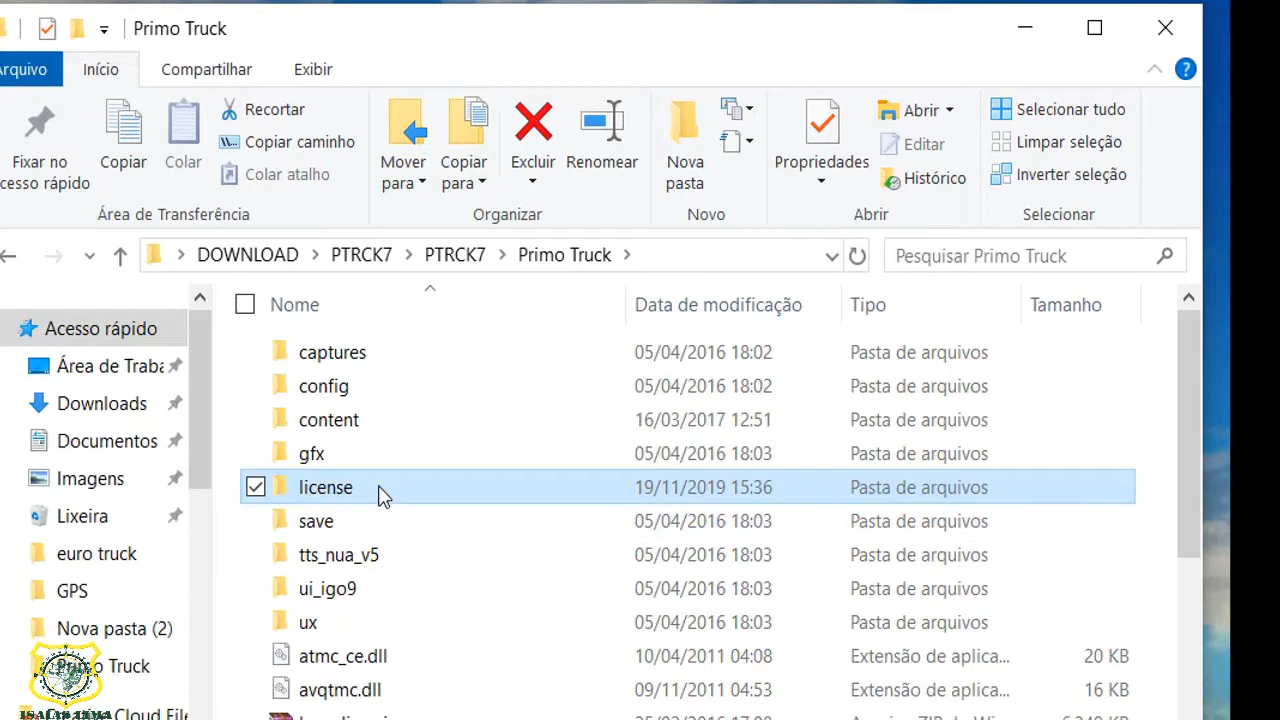 Primo Truck
Arquivo Início Compartilhar Exibir
Fixar no
cesso rápido
Copiar
Colar
Recortar
Copiar caminho
Colar atalho
Área de Transferência
Mover
para
Copiar
para
Excluir
Renomear
Organizar
Nova
pasta
Novo
Propriedades
Abrir
Editar
Histórico
Abrir
Selecionar tudo
Limpar seleção
Inverter seleção
Selecionar
DOWNLOAD PTRCK7 PTRCK7 Primo Truck
Pesquisar Primo Truck
Acesso rápido
Área de Traba
Downloads
Documentos
Imagens
Lixeira
euro truck
GPS
Nova pasta (2)
Primo Truck
Cloud File
Nome Data de modificação Tipo Tamanho
captures 05/04/2016 18:02 Pasta de arquivos
config 05/04/2016 18:02 Pasta de arquivos
content 16/03/2017 12:51 Pasta de arquivos
gfx 05/04/2016 18:03 Pasta de arquivos
license 19/11/2019 15:36 Pasta de arquivos
save 05/04/2016 18:03 Pasta de arquivos
tts_nua_v5 05/04/2016 18:03 Pasta de arquivos
ui_igo9 05/04/2016 18:03 Pasta de arquivos
ux 05/04/2016 18:03 Pasta de arquivos
atmc_ce.dll 10/04/2011 04:08 Extensão de aplica... 20 KB
avqtmc.dll 09/11/2011 04:53 Extensão de aplica... 16 KB